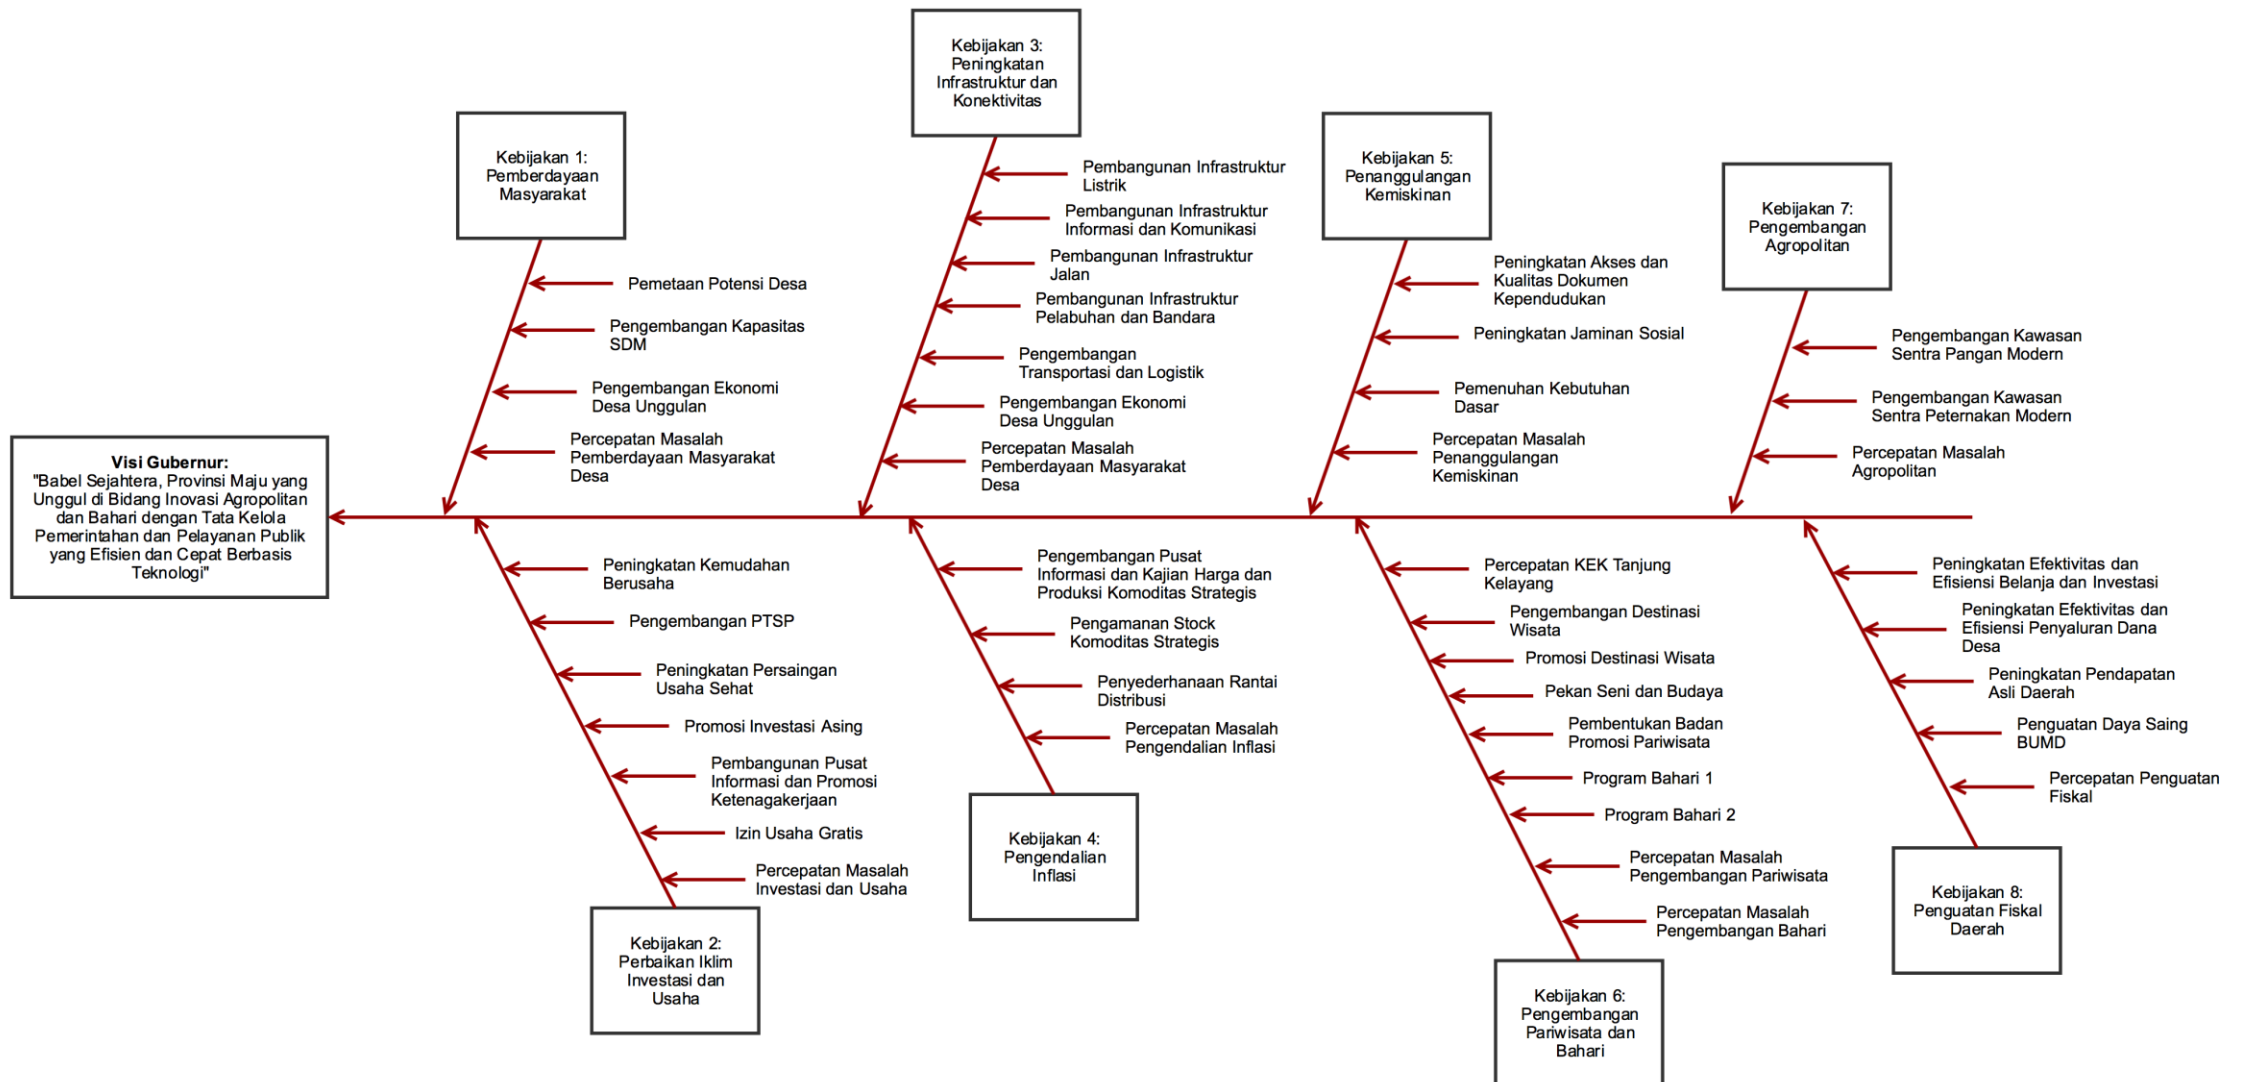 Kebijakan 3:
Peningkatan
Infrastruktur dan
Konektivitas
Kebijakan 1:
Pemberdayaan
Masyarakat
Kebijakan 5:
Penanggulangan
Kemiskinan
Kebijakan 7:
Pengembangan
Agropolitan
Pemetaan Potensi Desa
Pengembangan Kapasitas
SDM
Pengembangan Ekonomi
Desa Unggulan
Percepatan Masalah
Pemberdayaan Masyarakat
Desa
Pembangunan Infrastruktur
Listrik
Pembangunan Infrastruktur
Informasi dan Komunikasi
Pembangunan Infrastruktur
Jalan
Pembangunan Infrastruktur
Pelabuhan dan Bandara
Pengembangan
Transportasi dan Logistik
Pengembangan Ekonomi
Desa Unggulan
Percepatan Masalah
Pemberdayaan Masyarakat
Desa
Peningkatan Akses dan
Kualitas Dokumen
Kependudukan
Peningkatan Jaminan Sosial
Pemenuhan Kebutuhan
Dasar
Percepatan Masalah
Penanggulangan
Kemiskinan
Pengembangan Kawasan
Sentra Pangan Modern
Pengembangan Kawasan
Sentra Peternakan Modern
Percepatan Masalah
Agropolitan
Visi Gubernur:
"Babel Sejahtera, Provinsi Maju yang
Unggul di Bidang Inovasi Agropolitan
dan Bahari dengan Tata Kelola
Pemerintahan dan Pelayanan Publik
yang Efisien dan Cepat Berbasis
Teknologi"
Peningkatan Kemudahan
Berusaha
Pengembangan PTSP
Peningkatan Persaingan
Usaha Sehat
Promosi Investasi Asing
Pembangunan Pusat
Informasi dan Promosi
Ketenagakerjaan
Izin Usaha Gratis
Percepatan Masalah
Investasi dan Usaha
Kebijakan 2:
Perbaikan Iklim
Investasi dan
Usaha
Pengembangan Pusat
Informasi dan Kajian Harga dan
Produksi Komoditas Strategis
Pengamanan Stock
Komoditas Strategis
Penyederhanaan Rantai
Distribusi
Percepatan Masalah
Pengendalian Inflasi
Kebijakan 4:
Pengendalian
Inflasi
Percepatan KEK Tanjung
Kelayang
Pengembangan Destinasi
Wisata
Promosi Destinasi Wisata
Pekan Seni dan Budaya
Pembentukan Badan
Promosi Pariwisata
Program Bahari 1
Program Bahari 2
Percepatan Masalah
Pengembangan Pariwisata
Percepatan Masalah
Pengembangan Bahari
Kebijakan 6:
Pengembangan
Pariwisata dan
Bahari
Peningkatan Efektivitas dan
Efisiensi Belanja dan Investasi
Peningkatan Efektivitas dan
Efisiensi Penyaluran Dana
Desa
Peningkatan Pendapatan
Asli Daerah
Penguatan Daya Saing
BUMD
Percepatan Penguatan
Fiskal
Kebijakan 8:
Penguatan Fiskal
Daerah